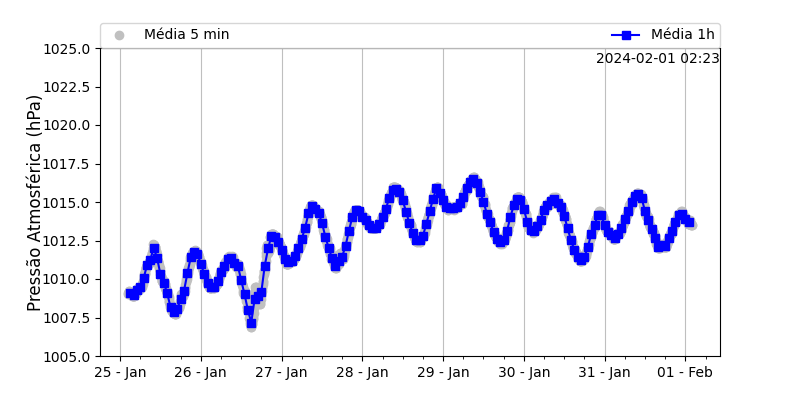 Média 5 min
Média 1h
2024-02-01 02:23
Pressão Atmosférica (hPa)
1025.0
1022.5
1020.0
1017.5
1015.0
1012.5
1010.0
1007.5
1005.0
25 - Jan
26 - Jan
27 - Jan
28 - Jan
29 - Jan
30 - Jan
31 - Jan
01 - Feb